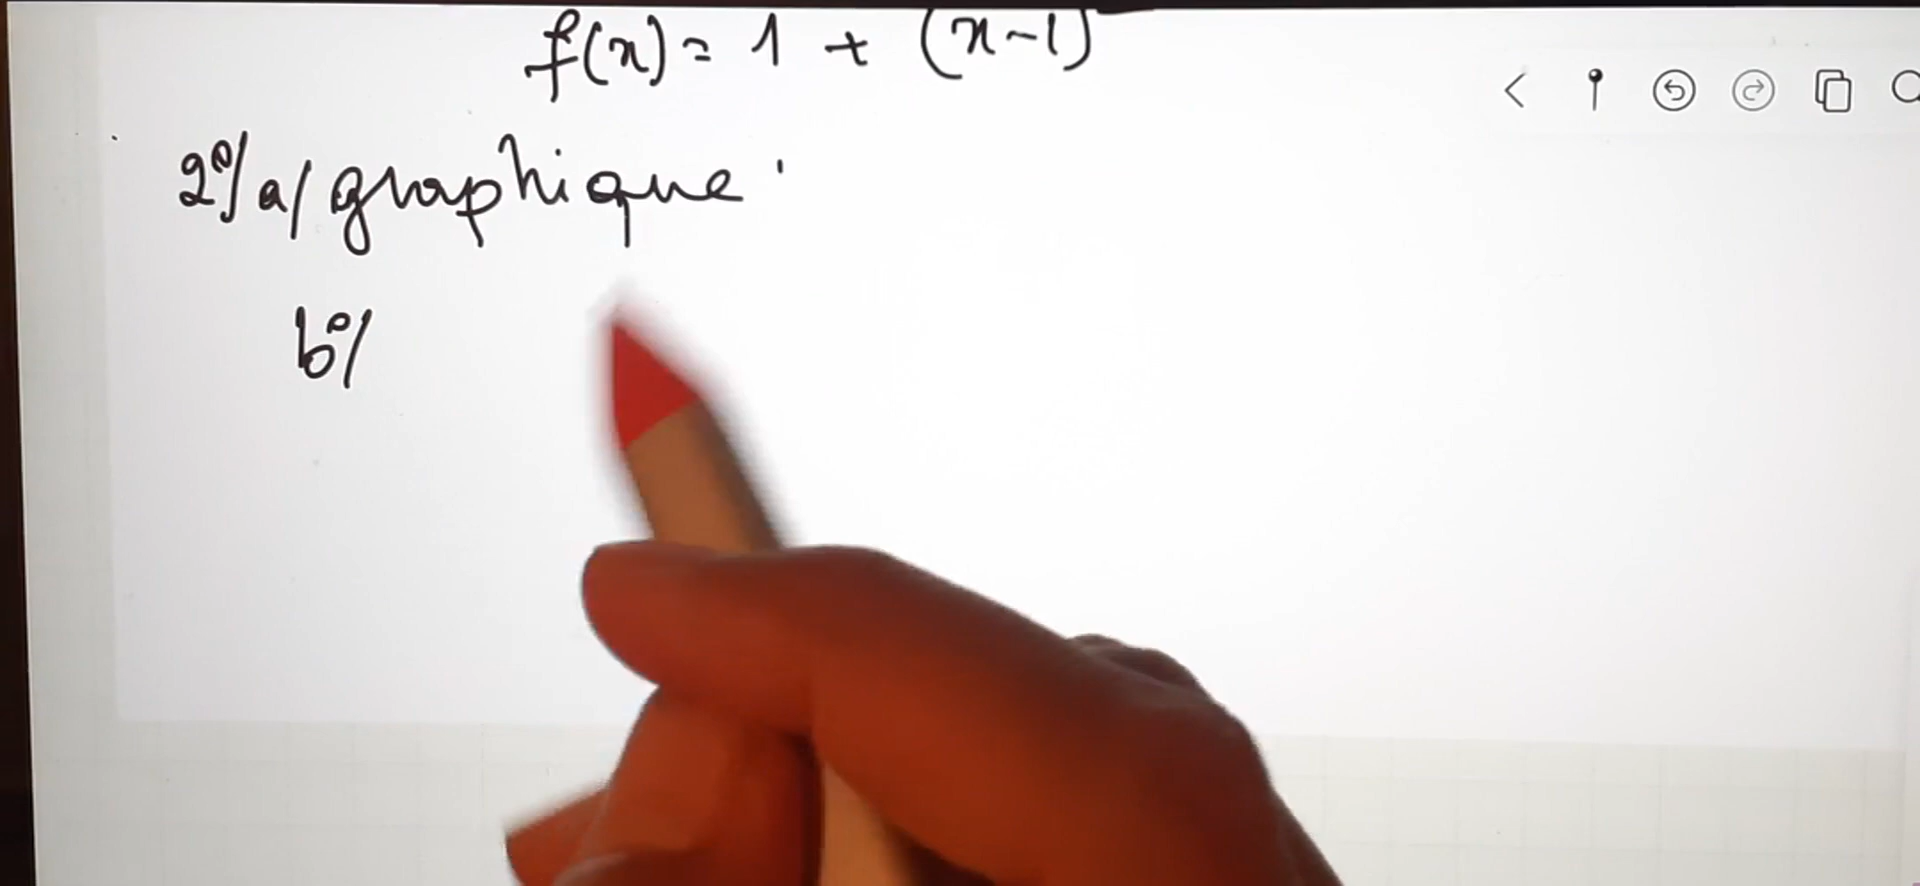 f(x) = 1 + (x-1)
2°/ a/ graphique
b°/